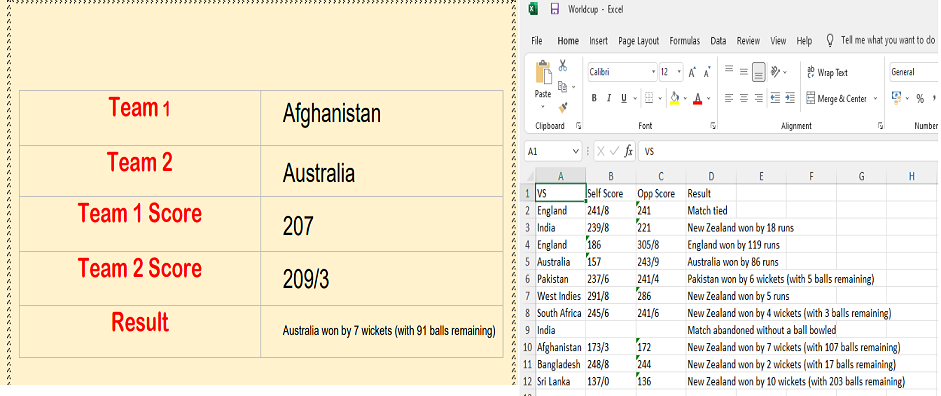 Team 1 Afghanistan
Team 2 Australia
Team 1 Score 207
Team 2 Score 209/3
Result Australia won by 7 wickets (with 91 balls remaining)
Worldcup - Excel
File Home Insert Page Layout Formulas Data Review View Help Tell me what you want to do
Calibri 12 A A ab Wrap Text General
Paste B I U A Merge & Center %
Clipboard Font Alignment Number
A1 fx VS
A B C D E F G H
1 VS Self Score Opp Score Result
2 England 241/8 241 Match tied
3 India 239/8 221 New Zealand won by 18 runs
4 England 186 305/8 England won by 119 runs
5 Australia 157 243/9 Australia won by 86 runs
6 Pakistan 237/6 241/4 Pakistan won by 6 wickets (with 5 balls remaining)
7 West Indies 291/8 286 New Zealand won by 5 runs
8 South Africa 245/6 241/6 New Zealand won by 4 wickets (with 3 balls remaining)
9 India Match abandoned without a ball bowled
10 Afghanistan 173/3 172 New Zealand won by 7 wickets (with 107 balls remaining)
11 Bangladesh 248/8 244 New Zealand won by 2 wickets (with 17 balls remaining)
12 Sri Lanka 137/0 136 New Zealand won by 10 wickets (with 203 balls remaining)